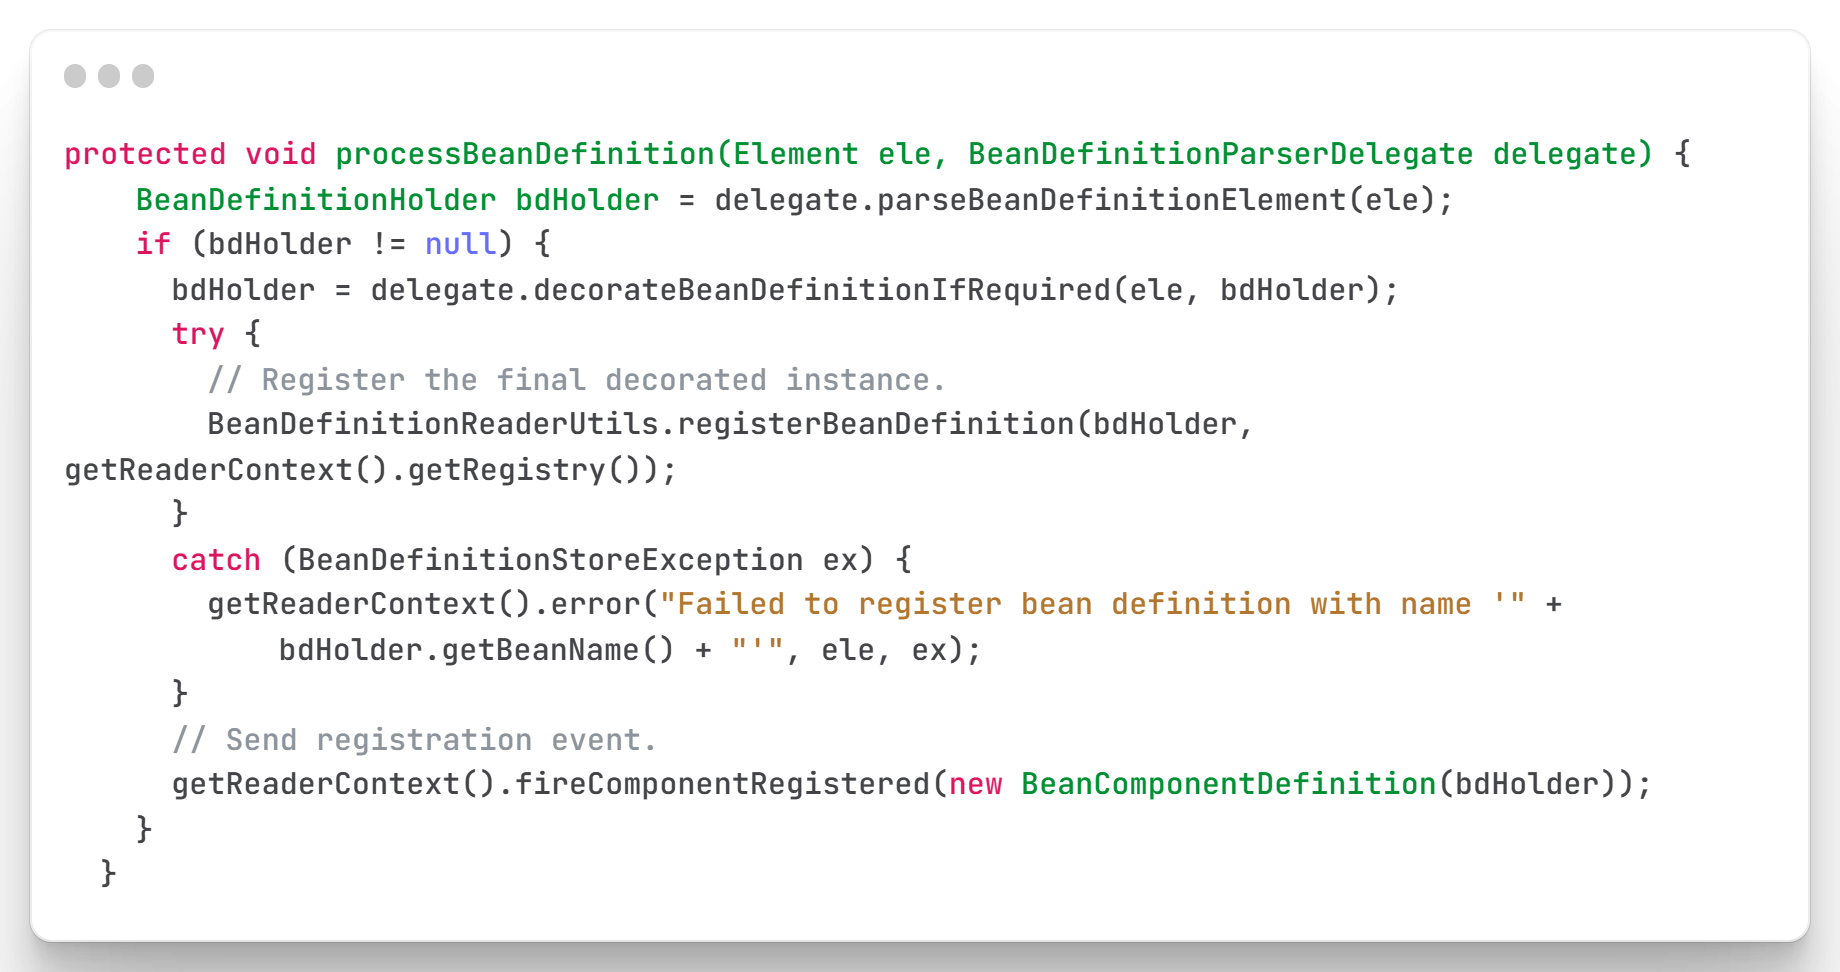 protected void processBeanDefinition(Element ele, BeanDefinitionParserDelegate delegate) {
    BeanDefinitionHolder bdHolder = delegate.parseBeanDefinitionElement(ele);
    if (bdHolder != null) {
      bdHolder = delegate.decorateBeanDefinitionIfRequired(ele, bdHolder);
      try {
        // Register the final decorated instance.
        BeanDefinitionReaderUtils.registerBeanDefinition(bdHolder,
getReaderContext().getRegistry());
      }
      catch (BeanDefinitionStoreException ex) {
        getReaderContext().error("Failed to register bean definition with name '" +
            bdHolder.getBeanName() + "'", ele, ex);
      }
      // Send registration event.
      getReaderContext().fireComponentRegistered(new BeanComponentDefinition(bdHolder));
    }
  }